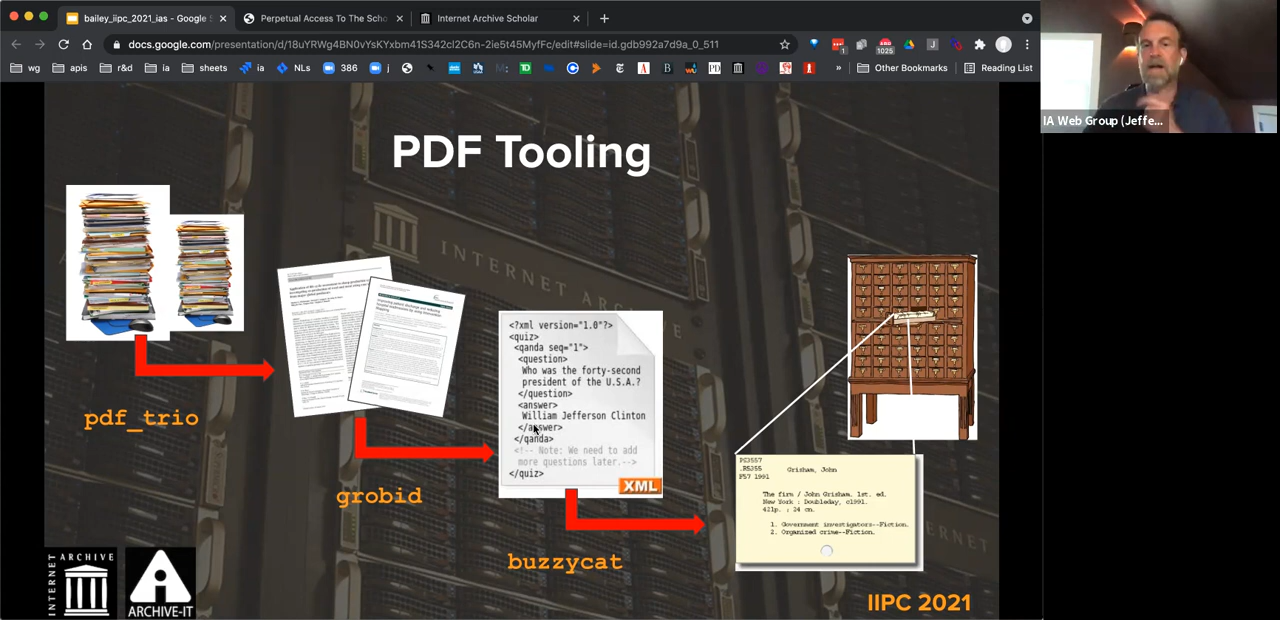 bailey_iipc_2021_ias - Google S
Perpetual Access To The Scho
Internet Archive Scholar
docs.google.com/presentation/d/18uYRWg4BN0vYsKYxbm41S342cI2C6n-2ie5t45MyfFc/edit#slide=id.gdb992a7d9a_0_511
1
1025
J
wg
apis
r&d
ia
sheets
ia
NLs
386
j
Other Bookmarks
Reading List
IA Web Group (Jeffe...
PDF Tooling
INTERNET ARCHIVE
pdf_trio
grobid
<?xml version="1.0"?>
<quiz>
<qanda seq="1">
<question>
Who was the forty-second
president of the U.S.A.?
</question>
<answer>
William Jefferson Clinton
</answer>
</qanda>
<!-- Note: We need to add
more questions later.-->
</quiz>
XML
buzzycat
Grisham, John
F57 1991
The firm / John Grisham. 1st. ed.
New York : Doubleday, c1991.
421p. ; 24 cm.
1. Government investigators--Fiction.
2. Organized crime--Fiction.
INTERNET
ARCHIVE
ARCHIVE-IT
IIPC 2021